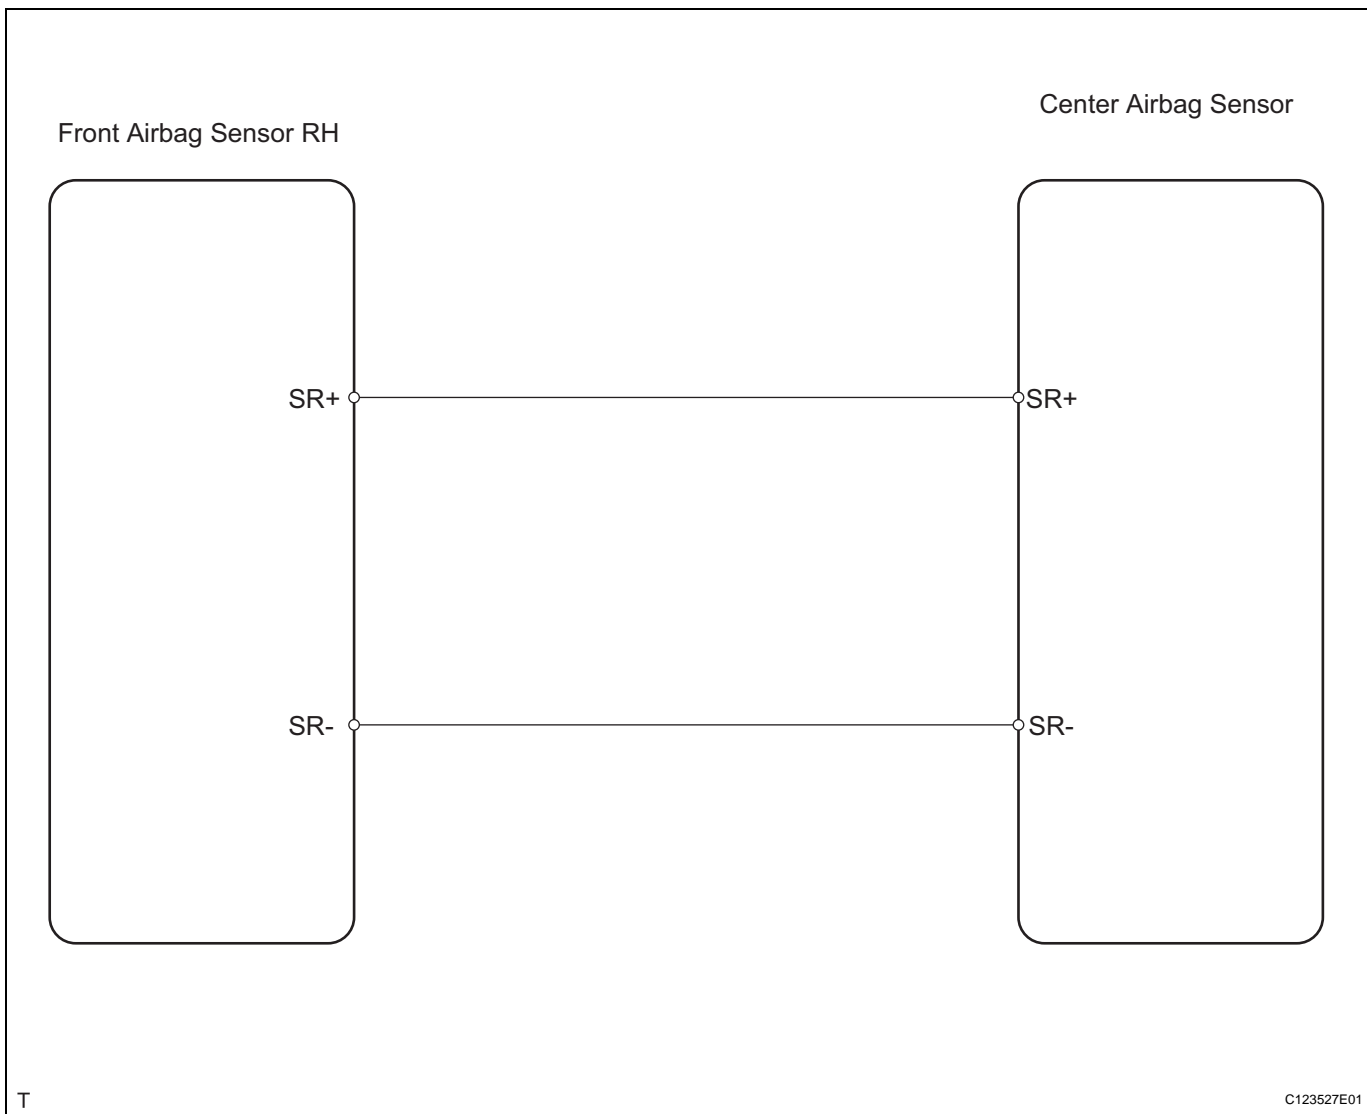 Center Airbag Sensor
Front Airbag Sensor RH
SR+ SR+
SR- SR-
T C123527E01